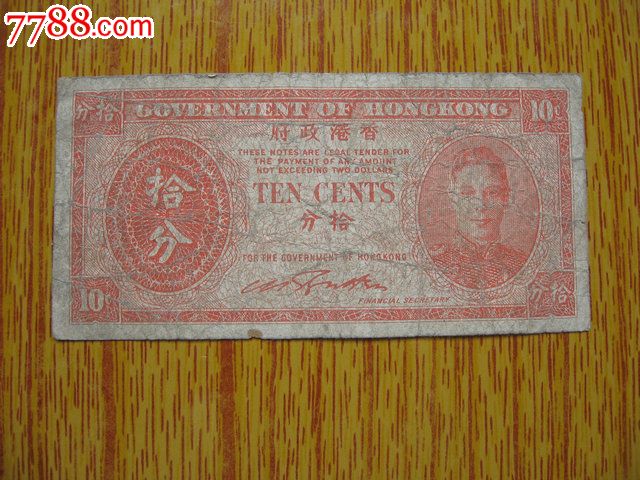 7788.com
分拾
GOVERNMENT OF HONGKONG
10¢
府政港香
THESE NOTES ARE LEGAL TENDER FOR
THE PAYMENT OF ANY AMOUNT
NOT EXCEEDING TWO DOLLARS
拾分
TEN CENTS
分拾
FOR THE GOVERNMENT OF HONGKONG
10¢
FINANCIAL SECRETARY
分拾